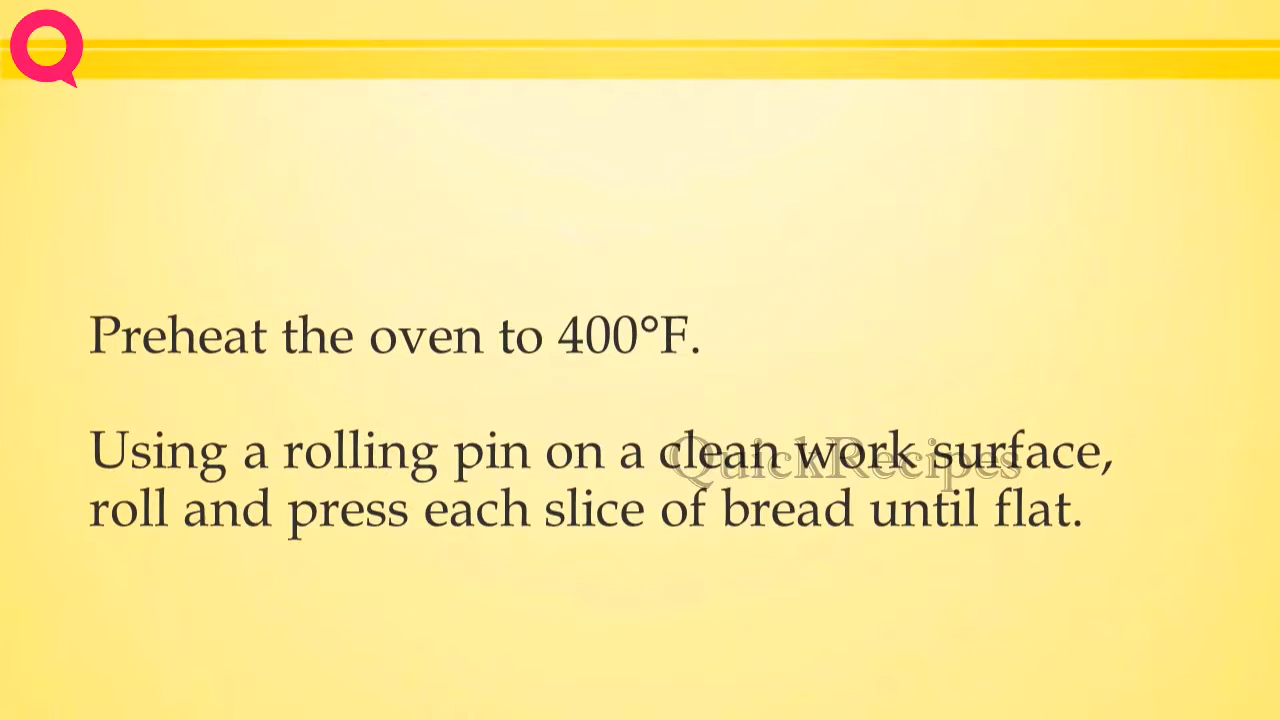 Preheat the oven to 400°F.
Using a rolling pin on a clean work surface,
roll and press each slice of bread until flat.
QuickRecipes